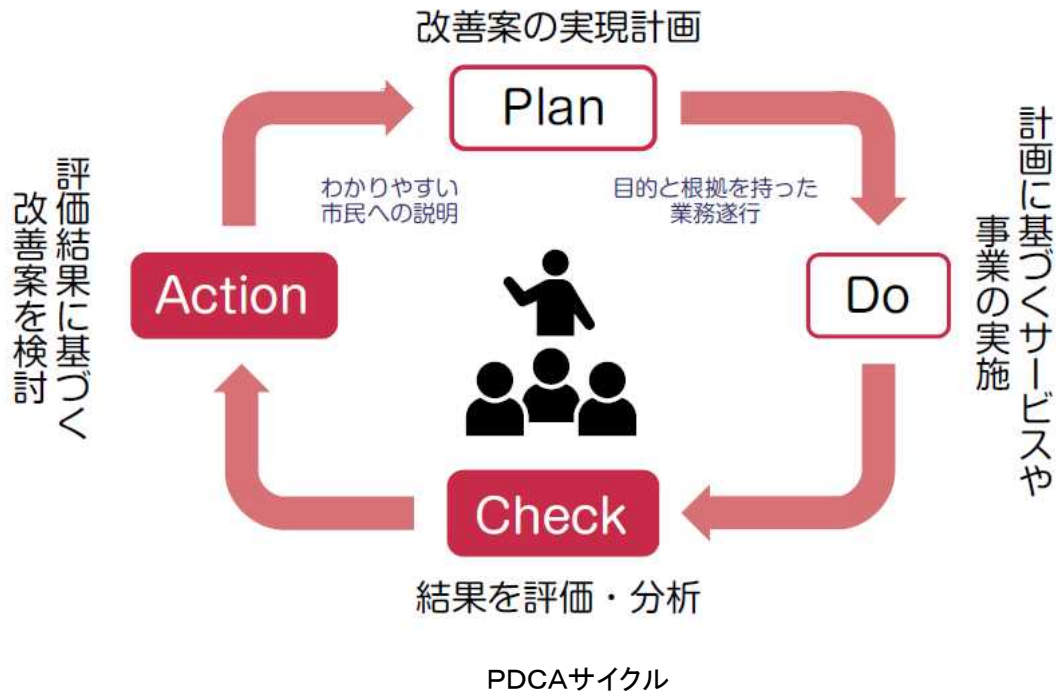 改善案の実現計画
Plan
わかりやすい
市民への説明
目的と根拠を持った
業務遂行
計画に基づくサービスや
事業の実施
Do
評価結果に基づく
改善案を検討
Action
Check
結果を評価・分析
PDCAサイクル